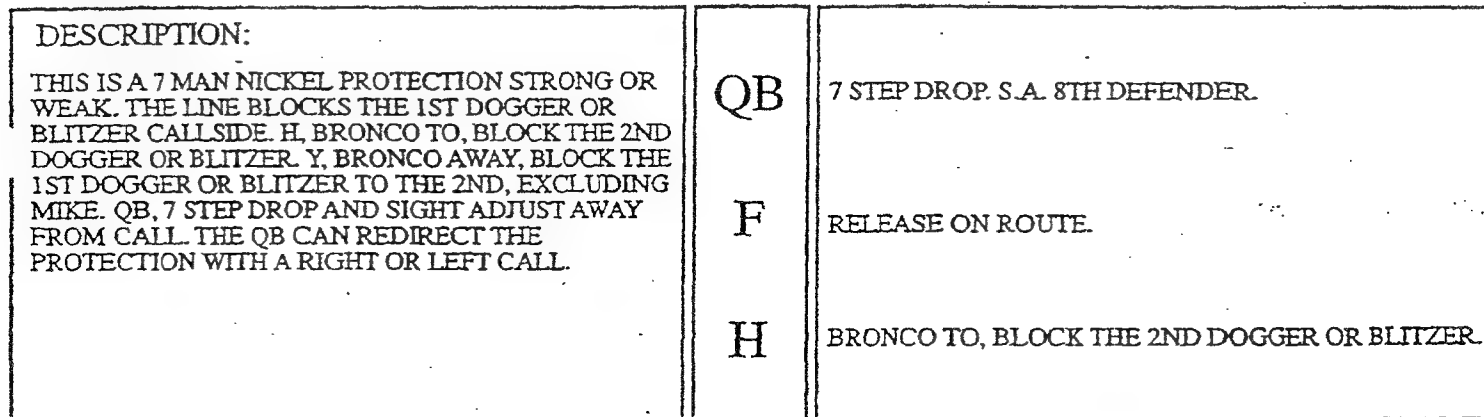 DESCRIPTION:
THIS IS A 7 MAN NICKEL PROTECTION STRONG OR
WEAK. THE LINE BLOCKS THE 1ST DOGGER OR
BLITZER CALLSIDE. H, BRONCO TO, BLOCK THE 2ND
DOGGER OR BLITZER. Y, BRONCO AWAY, BLOCK THE
1ST DOGGER OR BLITZER TO THE 2ND, EXCLUDING
MIKE. QB, 7 STEP DROP AND SIGHT ADJUST AWAY
FROM CALL. THE QB CAN REDIRECT THE
PROTECTION WITH A RIGHT OR LEFT CALL.
QB
7 STEP DROP. S.A. 8TH DEFENDER.
F
RELEASE ON ROUTE.
H
BRONCO TO, BLOCK THE 2ND DOGGER OR BLITZER.